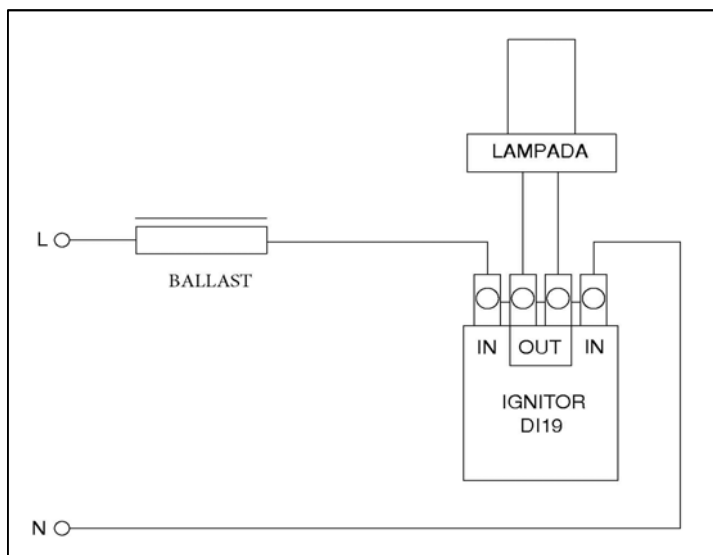 LAMPADA
L
BALLAST
IN OUT IN
IGNITOR
DI19
N